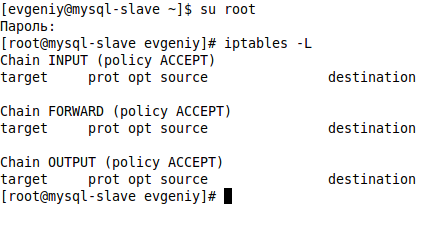 [evgeniy@mysql-slave ~]$ su root
Пароль:
[root@mysql-slave evgeniy]# iptables -L
Chain INPUT (policy ACCEPT)
target     prot opt source               destination

Chain FORWARD (policy ACCEPT)
target     prot opt source               destination

Chain OUTPUT (policy ACCEPT)
target     prot opt source               destination
[root@mysql-slave evgeniy]#